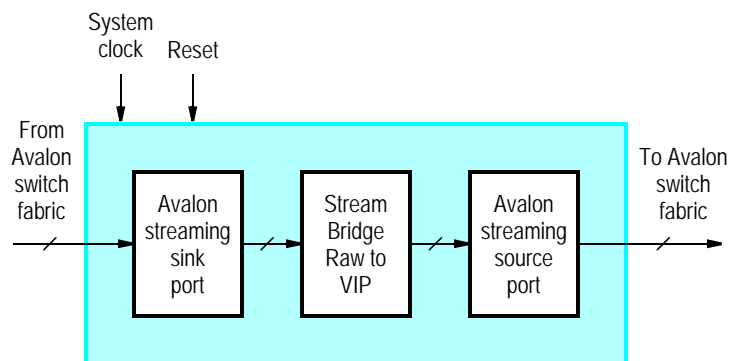 System
clock
Reset
From
Avalon
switch
fabric
Avalon
streaming
sink
port
Stream
Bridge
Raw to
VIP
Avalon
streaming
source
port
To Avalon
switch
fabric